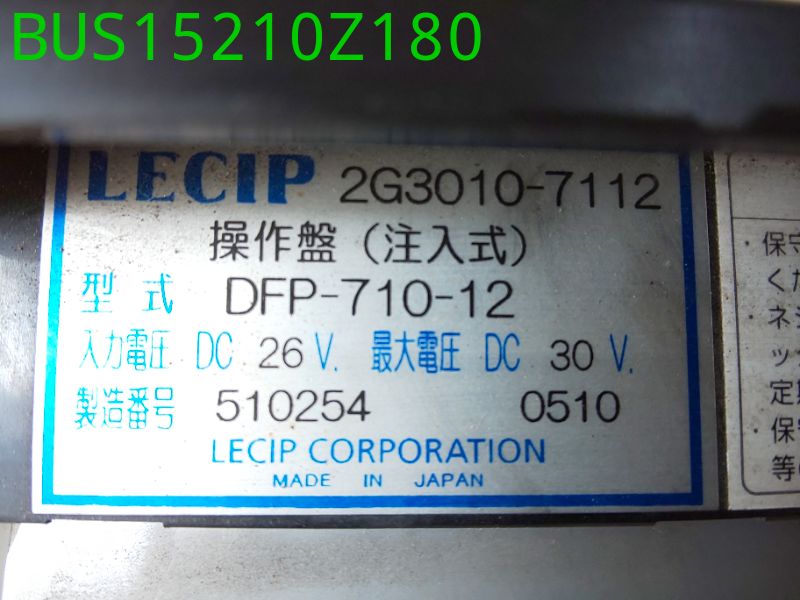 BUS15210Z180
LECIP 2G3010-7112
操作盤 (注入式)
型式 DFP-710-12
入力電圧 DC 26 V. 最大電圧 DC 30 V.
製造番号 510254 0510
LECIP CORPORATION
MADE IN JAPAN
・保守
く
・ネ
ッ
定
・保
等